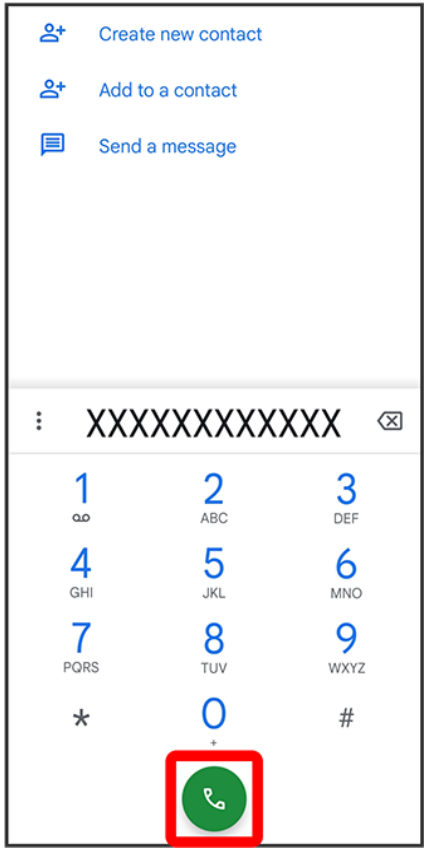 Create new contact
Add to a contact
Send a message
XXXXXXXXXXXX
1 2 3
ABC DEF
4 5 6
GHI JKL MNO
7 8 9
PQRS TUV WXYZ
* 0 #
+